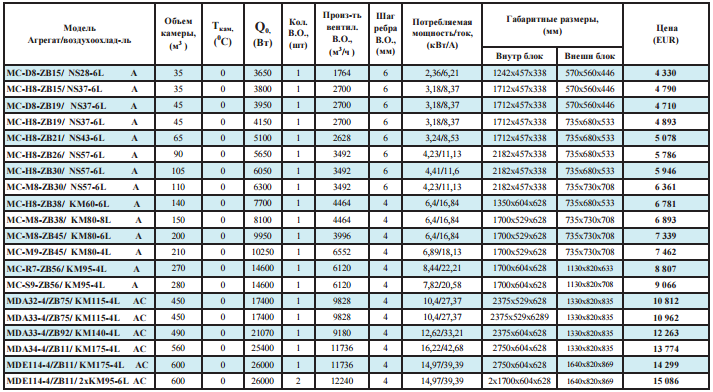 Модель Агрегат/воздухоохлад-ль | Объем камеры, (м³) | Ткам. (⁰С) | Q0, (Вт) | Кол. В.О., (шт) | Произ-ть вентил. В.О., (м³/ч) | Шаг ребра В.О., (мм) | Потребляемая мощность/ток, (кВт/А) | Габаритные размеры, (мм) Внутр блок | Внешн блок | Цена (EUR)
MC-D8-ZB15/ NS28-6L A | 35 | 0 | 3650 | 1 | 1764 | 6 | 2,36/6,21 | 1242x457x338 | 570x560x446 | 4 330
MC-H8-ZB15/ NS37-6L A | 35 | 0 | 3800 | 1 | 2700 | 6 | 3,18/8,37 | 1712x457x338 | 570x560x446 | 4 790
MC-D8-ZB19/ NS37-6L A | 45 | 0 | 3950 | 1 | 2700 | 6 | 3,18/8,37 | 1712x457x338 | 570x560x446 | 4 710
MC-H8-ZB19/ NS37-6L A | 45 | 0 | 4150 | 1 | 2700 | 6 | 3,18/8,37 | 1712x457x338 | 735x680x533 | 4 893
MC-H8-ZB21/ NS43-6L A | 65 | 0 | 5100 | 1 | 2628 | 6 | 3,24/8,53 | 1712x457x338 | 735x680x533 | 5 078
MC-H8-ZB26/ NS57-6L A | 90 | 0 | 5650 | 1 | 3492 | 6 | 4,23/11,13 | 2182x457x338 | 735x680x533 | 5 786
MC-H8-ZB30/ NS57-6L A | 105 | 0 | 6050 | 1 | 3492 | 6 | 4,41/11,6 | 2182x457x338 | 735x680x533 | 5 946
MC-M8-ZB30/ NS57-6L A | 110 | 0 | 6300 | 1 | 3492 | 6 | 4,23/11,13 | 2182x457x338 | 735x730x708 | 6 361
MC-H8-ZB38/ KM60-6L A | 140 | 0 | 7700 | 1 | 4464 | 4 | 6,4/16,84 | 1350x604x628 | 735x680x533 | 6 781
MC-M8-ZB38/ KM80-8L A | 150 | 0 | 8100 | 1 | 4464 | 4 | 6,4/16,84 | 1700x529x628 | 735x730x708 | 6 893
MC-M8-ZB45/ KM80-6L A | 200 | 0 | 9950 | 1 | 3996 | 4 | 6,4/16,84 | 1700x529x628 | 735x730x708 | 7 339
MC-M9-ZB45/ KM80-4L A | 210 | 0 | 10250 | 1 | 6552 | 4 | 6,89/18,13 | 1700x529x628 | 735x730x708 | 7 462
MC-R7-ZB56/ KM95-4L A | 270 | 0 | 14600 | 1 | 6120 | 4 | 8,44/22,21 | 1700x604x628 | 1130x820x633 | 8 807
MC-S9-ZB56/ KM95-4L A | 280 | 0 | 14600 | 1 | 6120 | 4 | 7,82/20,58 | 1700x604x628 | 1130x820x708 | 9 066
MDA32-4/ZB75/ KM115-4L AC | 450 | 0 | 17400 | 1 | 9828 | 4 | 10,4/27,37 | 2375x529x628 | 1330x820x835 | 10 812
MDA33-4/ZB75/ KM115-4L AC | 450 | 0 | 17400 | 1 | 9828 | 4 | 10,4/27,37 | 2375x529x6289 | 1330x820x835 | 10 962
MDA33-4/ZB92/ KM140-4L AC | 490 | 0 | 21070 | 1 | 9180 | 4 | 12,62/33,21 | 2750x604x628 | 1330x820x835 | 12 263
MDA34-4/ZB11/ KM175-4L AC | 560 | 0 | 25400 | 1 | 11736 | 4 | 16,22/42,68 | 2750x604x628 | 1330x820x835 | 13 774
MDE114-4/ZB11/ KM175-4L AC | 600 | 0 | 26000 | 1 | 11736 | 4 | 14,97/39,39 | 2750x604x628 | 1640x820x869 | 14 299
MDE114-4/ZB11/ 2xKM95-6L AC | 600 | 0 | 26000 | 2 | 12240 | 4 | 14,97/39,39 | 2x1700x604x628 | 1640x820x869 | 15 086